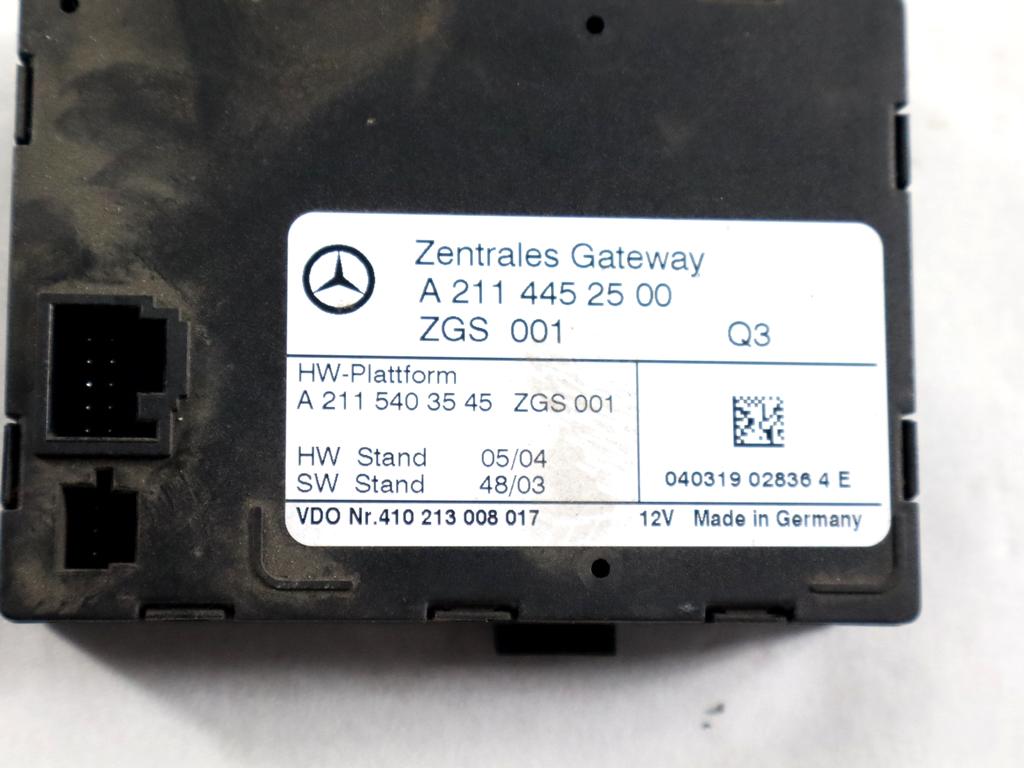 Zentrales Gateway
A 211 445 25 00
ZGS 001 Q3
HW-Plattform
A 211 540 35 45 ZGS 001
HW Stand 05/04
SW Stand 48/03
040319 02836 4 E
VDO Nr.410 213 008 017 12V Made in Germany